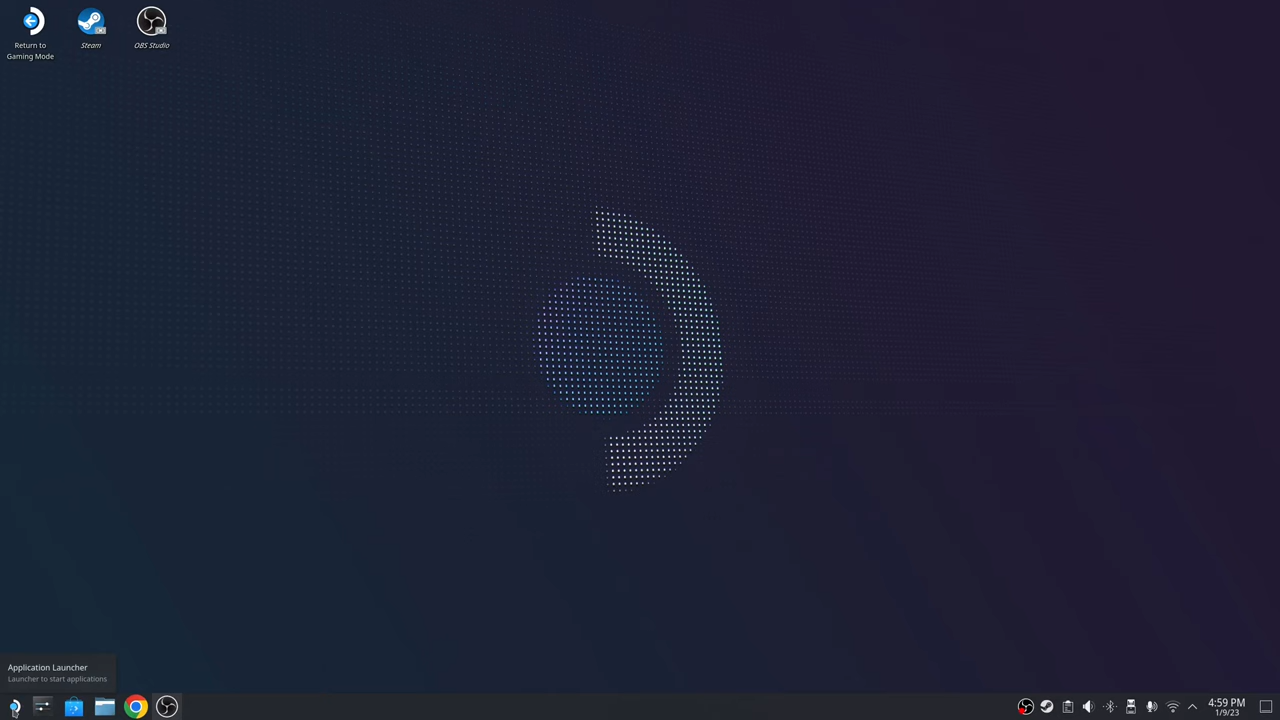 Return to
Gaming Mode
Steam
OBS Studio
Application Launcher
Launcher to start applications
4:59 PM
1/9/23